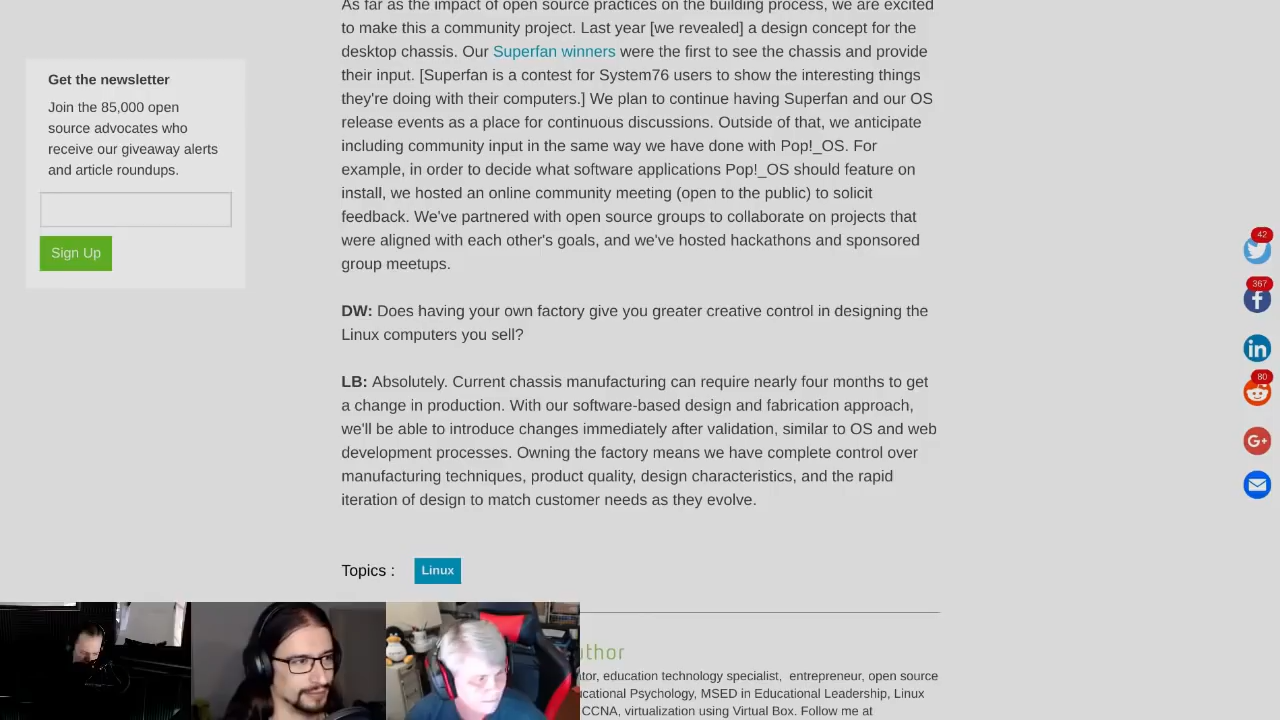 As far as the impact of open source practices on the building process, we are excited
to make this a community project. Last year [we revealed] a design concept for the
desktop chassis. Our Superfan winners were the first to see the chassis and provide
their input. [Superfan is a contest for System76 users to show the interesting things
they're doing with their computers.] We plan to continue having Superfan and our OS
release events as a place for continuous discussions. Outside of that, we anticipate
including community input in the same way we have done with Pop!_OS. For
example, in order to decide what software applications Pop!_OS should feature on
install, we hosted an online community meeting (open to the public) to solicit
feedback. We've partnered with open source groups to collaborate on projects that
were aligned with each other's goals, and we've hosted hackathons and sponsored
group meetups.
DW: Does having your own factory give you greater creative control in designing the
Linux computers you sell?
LB: Absolutely. Current chassis manufacturing can require nearly four months to get
a change in production. With our software-based design and fabrication approach,
we'll be able to introduce changes immediately after validation, similar to OS and web
development processes. Owning the factory means we have complete control over
manufacturing techniques, product quality, design characteristics, and the rapid
iteration of design to match customer needs as they evolve.
Topics : Linux
Get the newsletter
Join the 85,000 open
source advocates who
receive our giveaway alerts
and article roundups.
Sign Up
42
367
in
80
G+
uthor
education technology specialist, entrepreneur, open source
Psychology, MSED in Educational Leadership, Linux
CCNA, virtualization using Virtual Box. Follow me at